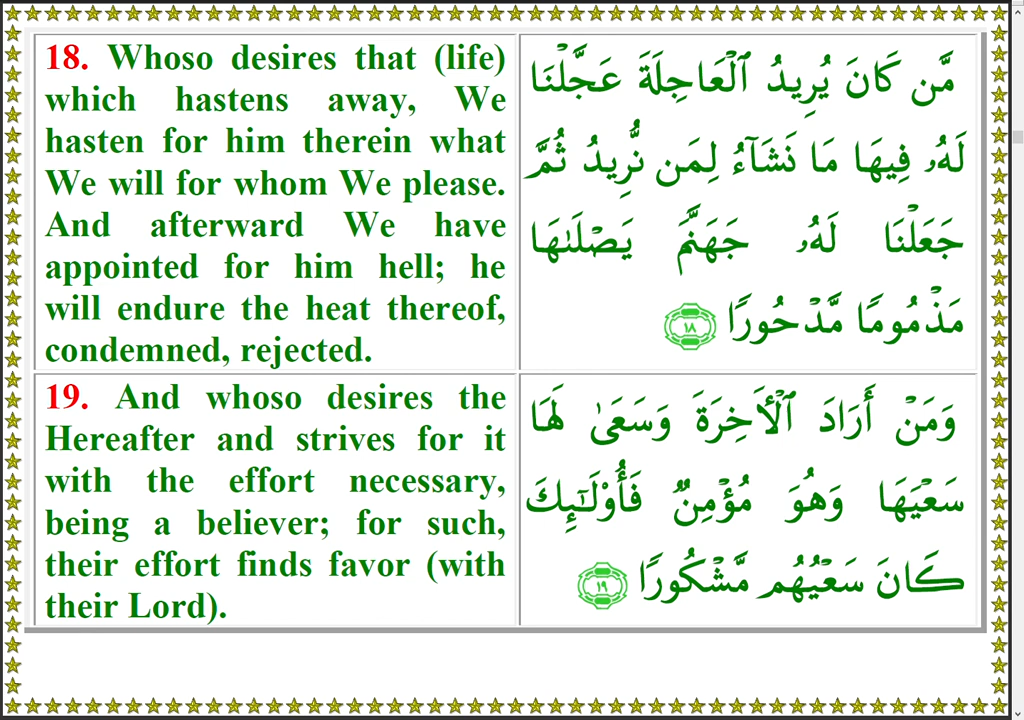 18. Whoso desires that (life)
which hastens away, We
hasten for him therein what
We will for whom We please.
And afterward We have
appointed for him hell; he
will endure the heat thereof,
condemned, rejected.
مَّن كَانَ يُرِيدُ ٱلْعَاجِلَةَ عَجَّلْنَا
لَهُۥ فِيهَا مَا نَشَآءُ لِمَن نُّرِيدُ ثُمَّ
جَعَلْنَا لَهُۥ جَهَنَّمَ يَصْلَىٰهَا
مَذْمُومًا مَّدْحُورًا ١٨
19. And whoso desires the
Hereafter and strives for it
with the effort necessary,
being a believer; for such,
their effort finds favor (with
their Lord).
وَمَنْ أَرَادَ ٱلْأَخِرَةَ وَسَعَىٰ لَهَا
سَعْيَهَا وَهُوَ مُؤْمِنٌ فَأُو۟لَـٰٓئِكَ
كَانَ سَعْيُهُم مَّشْكُورًا ١٩